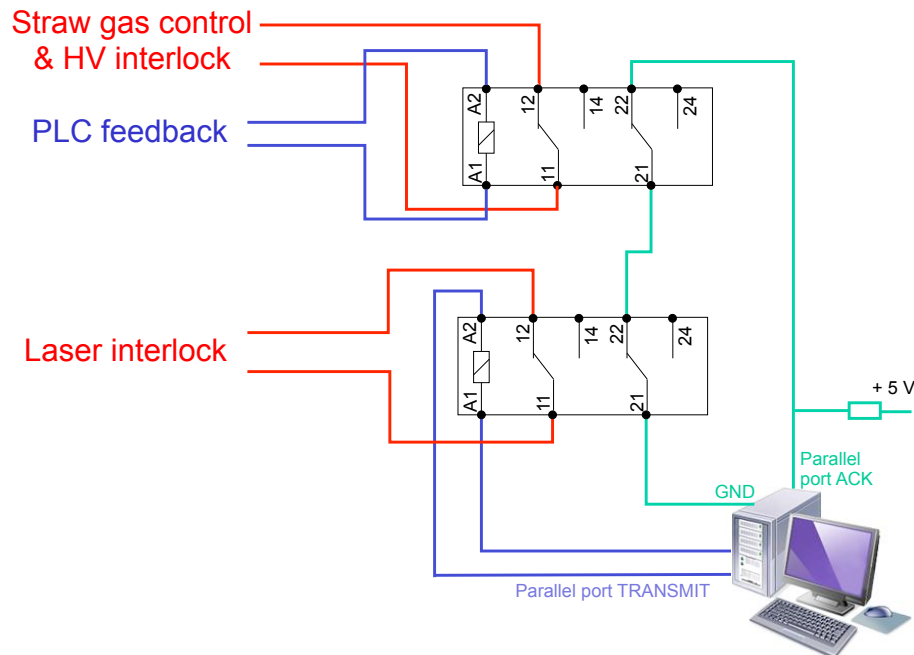 Straw gas control
& HV interlock
PLC feedback
A2
12
14
22
24
A1
11
21
Laser interlock
A2
12
14
22
24
A1
11
21
+ 5 V
Parallel
port ACK
GND
Parallel port TRANSMIT